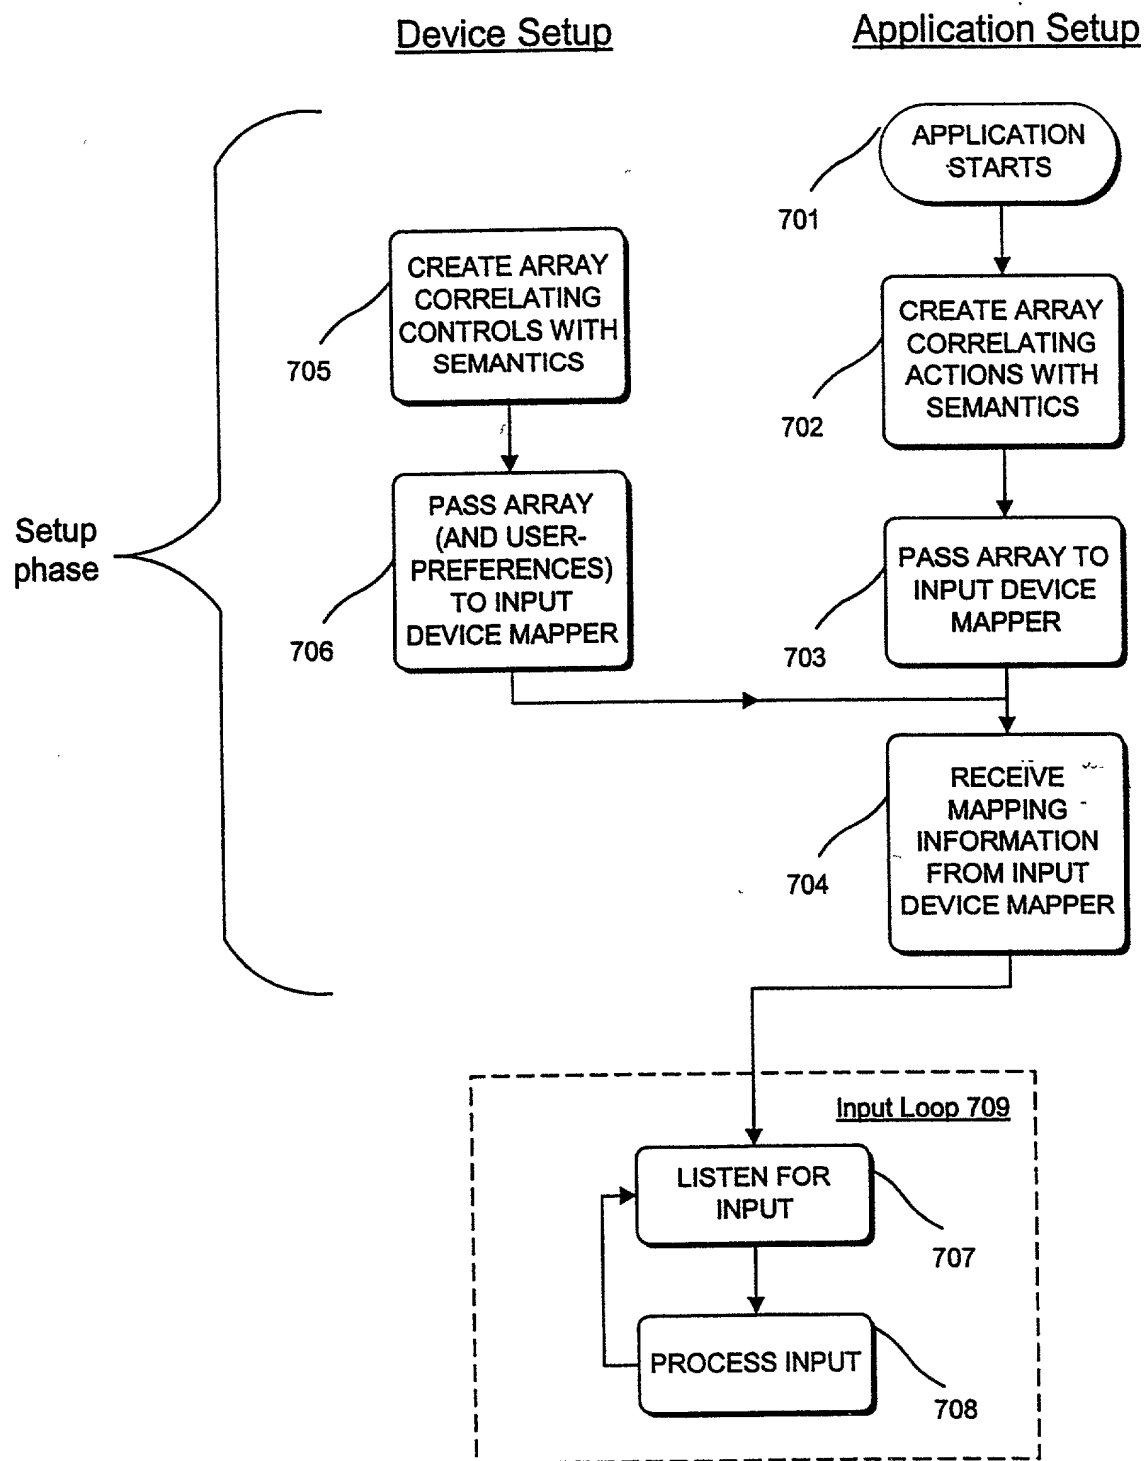 Device Setup
Application Setup
APPLICATION
STARTS
701
CREATE ARRAY
CORRELATING
CONTROLS WITH
SEMANTICS
705
CREATE ARRAY
CORRELATING
ACTIONS WITH
SEMANTICS
702
PASS ARRAY
(AND USER-
PREFERENCES)
TO INPUT
DEVICE MAPPER
706
PASS ARRAY TO
INPUT DEVICE
MAPPER
703
Setup
phase
RECEIVE
MAPPING
INFORMATION
FROM INPUT
DEVICE MAPPER
704
Input Loop 709
LISTEN FOR
INPUT
707
PROCESS INPUT
708